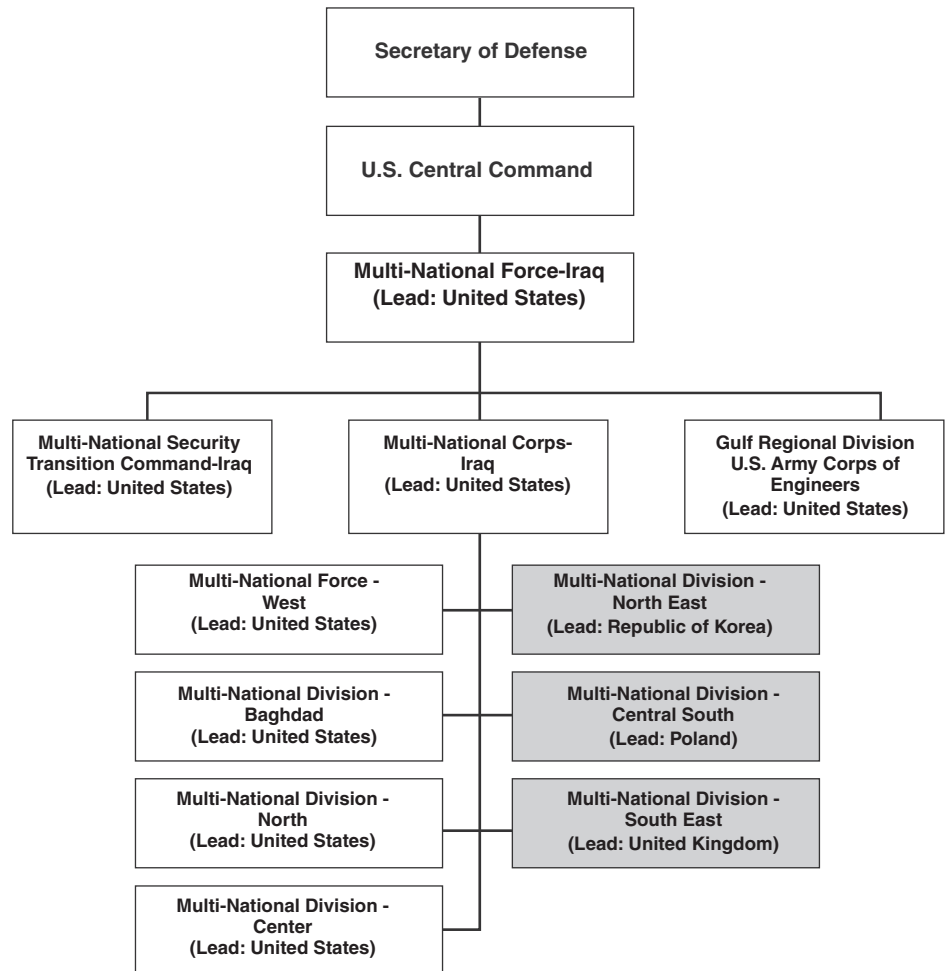 Secretary of Defense
U.S. Central Command
Multi-National Force-Iraq
(Lead: United States)
Multi-National Security
Transition Command-Iraq
(Lead: United States)
Multi-National Corps-
Iraq
(Lead: United States)
Gulf Regional Division
U.S. Army Corps of
Engineers
(Lead: United States)
Multi-National Force -
West
(Lead: United States)
Multi-National Division -
North East
(Lead: Republic of Korea)
Multi-National Division -
Baghdad
(Lead: United States)
Multi-National Division -
Central South
(Lead: Poland)
Multi-National Division -
North
(Lead: United States)
Multi-National Division -
South East
(Lead: United Kingdom)
Multi-National Division -
Center
(Lead: United States)